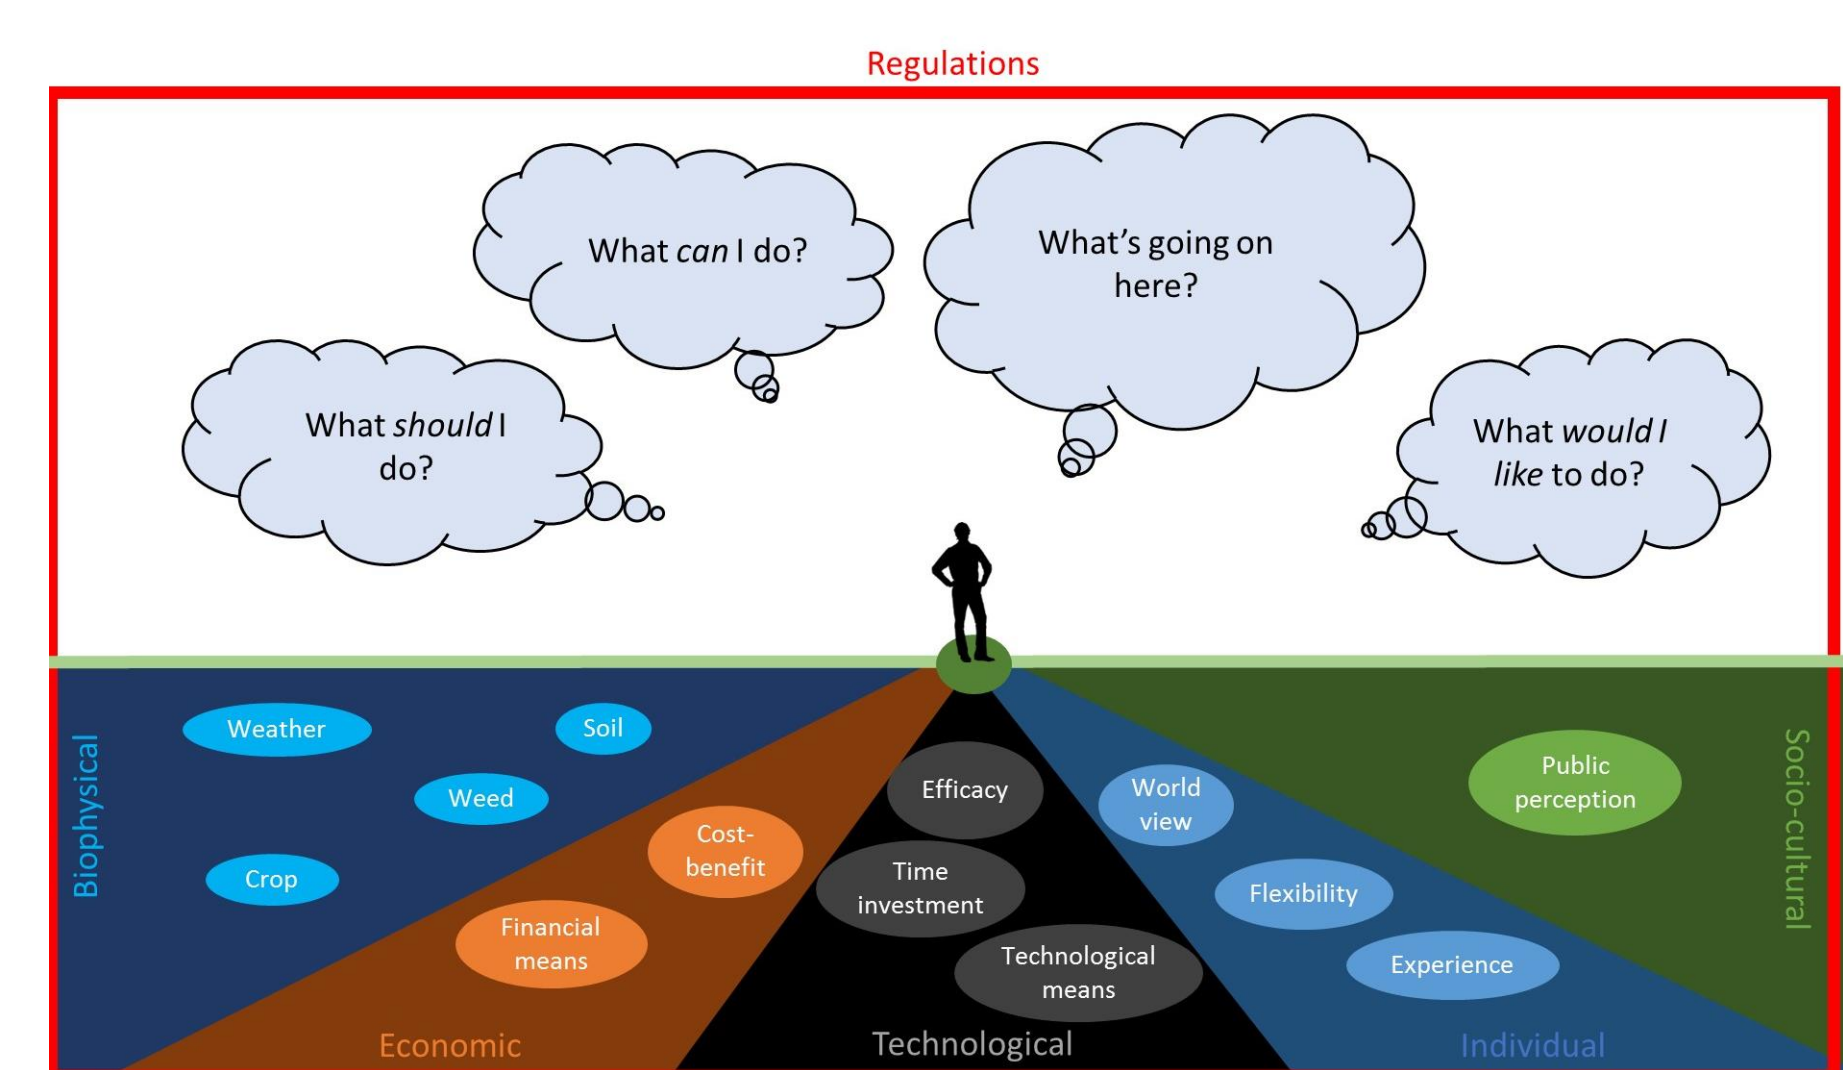 Regulations
What can I do?
What's going on
here?
What should I
do?
What would I
like to do?
Biophysical
Weather
Soil
Weed
Crop
Cost-
benefit
Financial
means
Economic
Efficacy
Time
investment
Technological
means
Technological
World
view
Flexibility
Experience
Individual
Public
perception
Socio-cultural